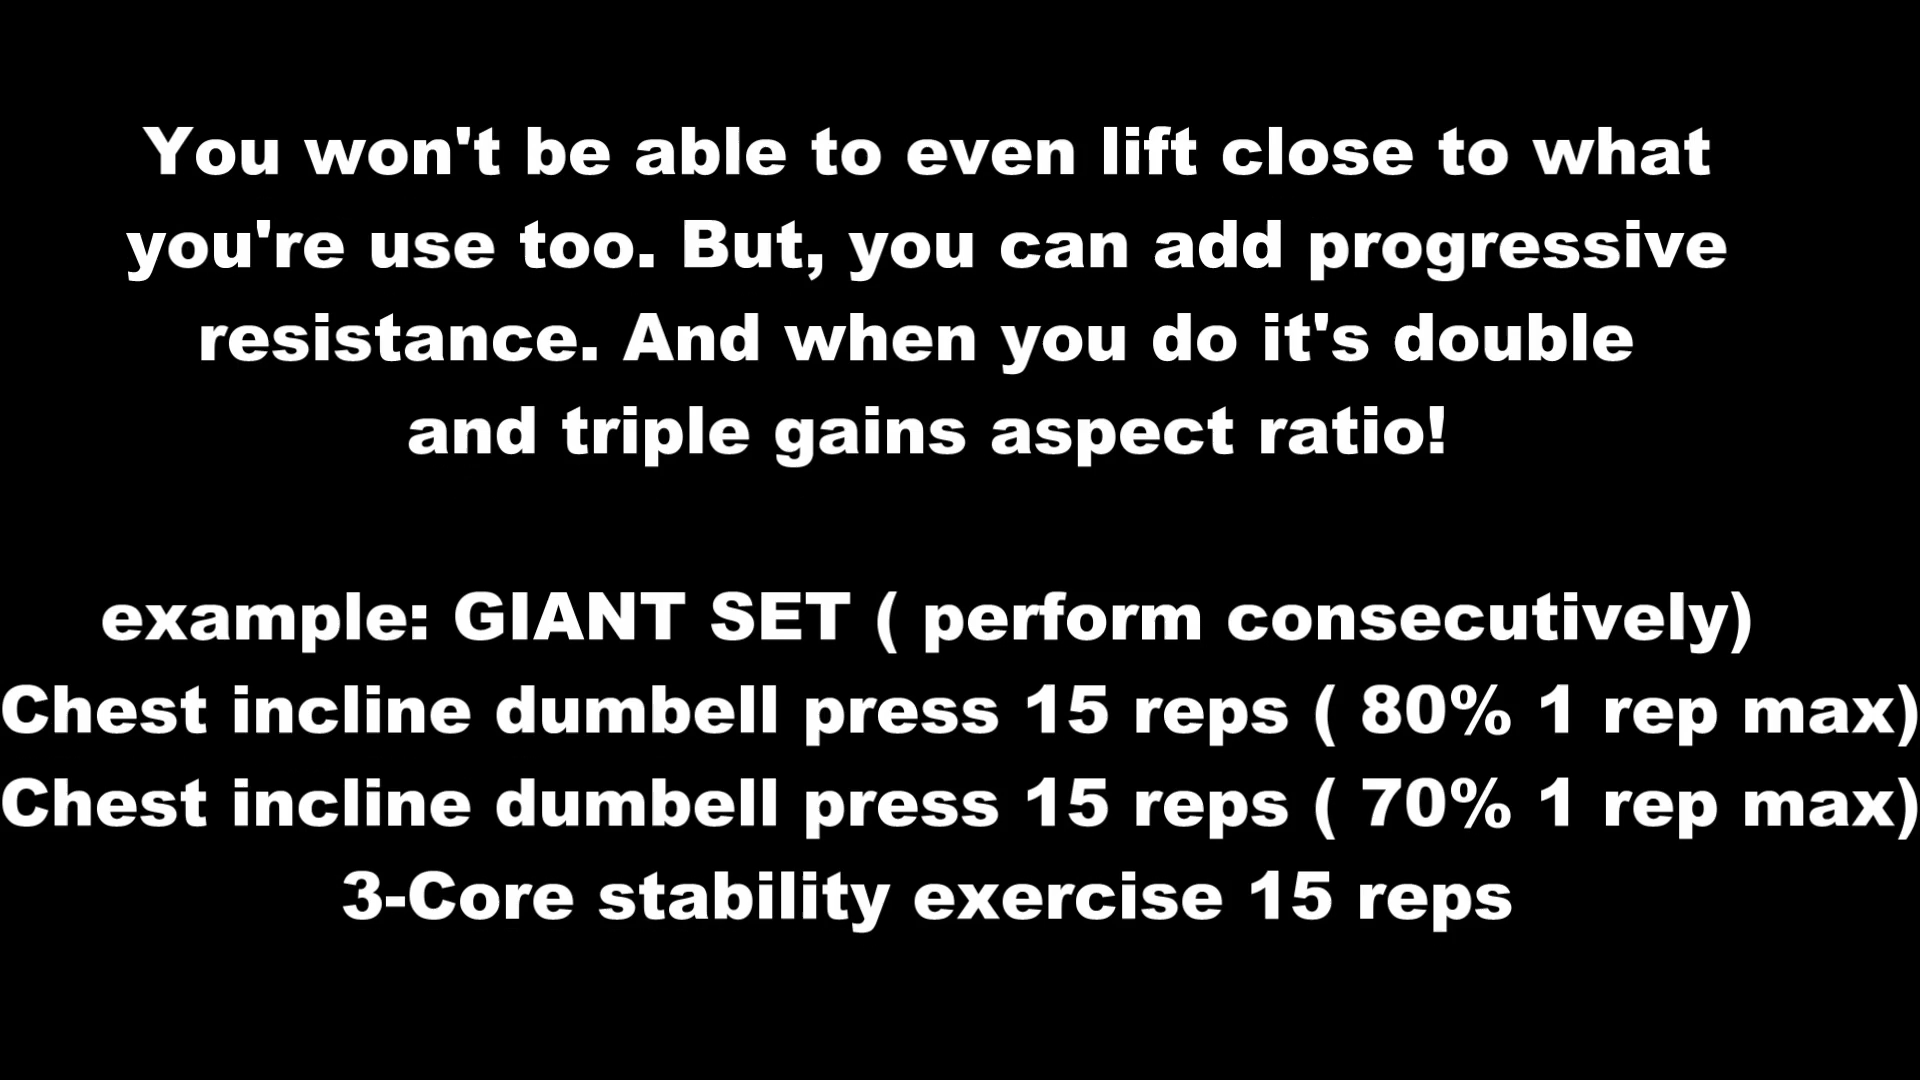 You won't be able to even lift close to what
you're use too. But, you can add progressive
resistance. And when you do it's double
and triple gains aspect ratio!
example: GIANT SET ( perform consecutively)
Chest incline dumbell press 15 reps ( 80% 1 rep max)
Chest incline dumbell press 15 reps ( 70% 1 rep max)
3-Core stability exercise 15 reps